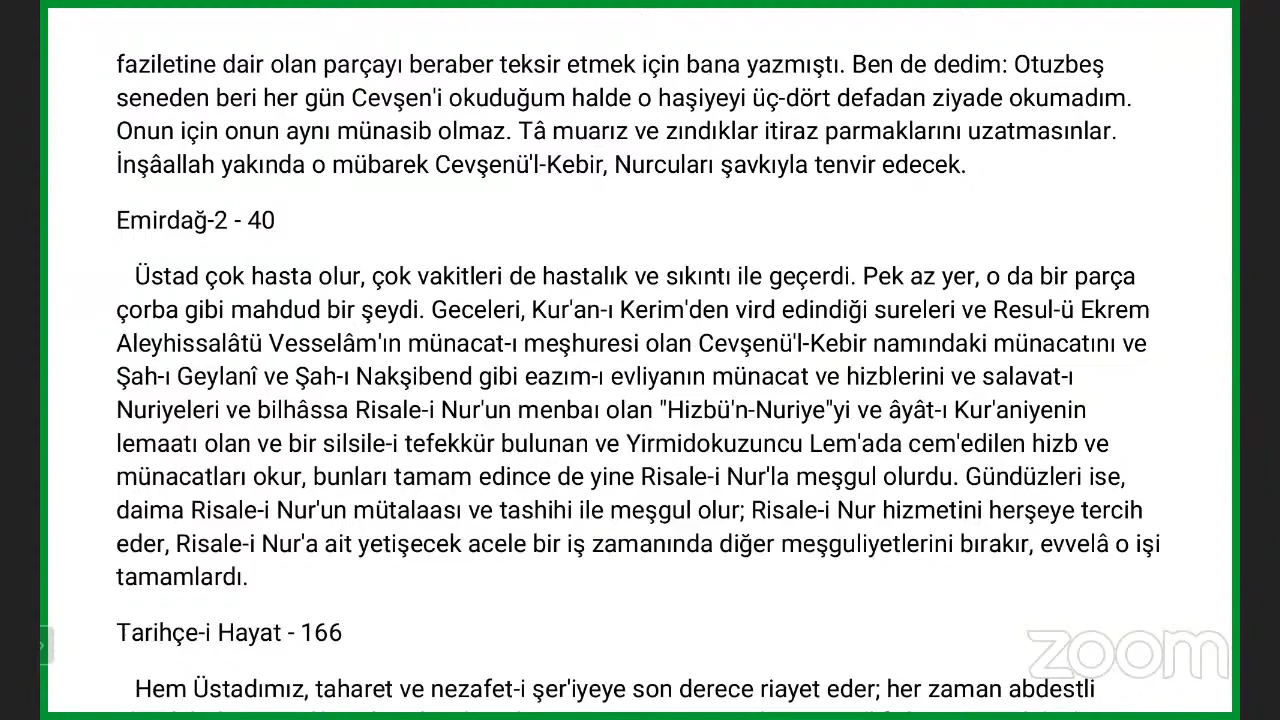 faziletine dair olan parçayı beraber teksir etmek için bana yazmıştı. Ben de dedim: Otuzbeş
seneden beri her gün Cevşen'i okuduğum halde o haşiyeyi üç-dört defadan ziyade okumadım.
Onun için onun aynı münasib olmaz. Tâ muarız ve zındıklar itiraz parmaklarını uzatmasınlar.
İnşâallah yakında o mübarek Cevşenü'l-Kebir, Nurcuları şavkıyla tenvir edecek.
Emirdağ-2 - 40
Üstad çok hasta olur, çok vakitleri de hastalık ve sıkıntı ile geçerdi. Pek az yer, o da bir parça
çorba gibi mahdud bir şeydi. Geceleri, Kur'an-ı Kerim'den vird edindiği sureleri ve Resul-ü Ekrem
Aleyhissalâtü Vesselâm'ın münacat-ı meşhuresi olan Cevşenü'l-Kebir namındaki münacatını ve
Şah-ı Geylanî ve Şah-ı Nakşibend gibi eazım-ı evliyanın münacat ve hizblerini ve salavat-ı
Nuriyeleri ve bilhâssa Risale-i Nur'un menbaı olan "Hizbü'n-Nuriye"yi ve âyât-ı Kur'aniyenin
lemaatı olan ve bir silsile-i tefekkür bulunan ve Yirmidokuzuncu Lem'ada cem'edilen hizb ve
münacatları okur, bunları tamam edince de yine Risale-i Nur'la meşgul olurdu. Gündüzleri ise,
daima Risale-i Nur'un mütalaası ve tashihi ile meşgul olur; Risale-i Nur hizmetini herşeye tercih
eder, Risale-i Nur'a ait yetişecek acele bir iş zamanında diğer meşguliyetlerini bırakır, evvelâ o işi
tamamlardı.
Tarihçe-i Hayat - 166
zoom
Hem Üstadımız, taharet ve nezafet-i şer'iyeye son derece riayet eder; her zaman abdestli